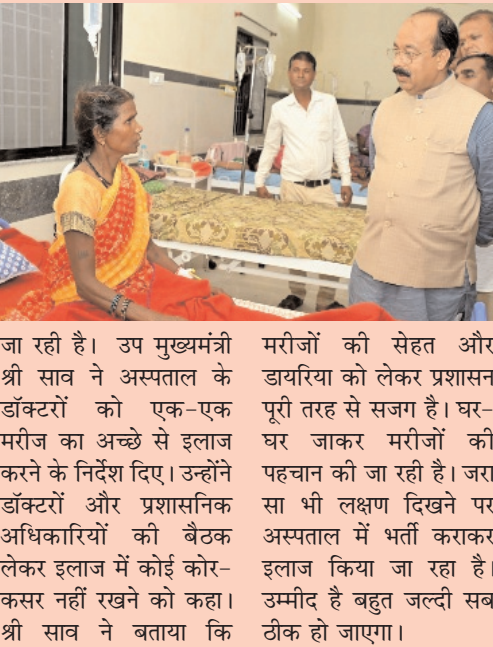 जा रही है। उप मुख्यमंत्री
श्री साव ने अस्पताल के
डॉक्टरों को एक-एक
मरीज का अच्छे से इलाज
करने के निर्देश दिए। उन्होंने
डॉक्टरों और प्रशासनिक
अधिकारियों की बैठक
लेकर इलाज में कोई कोर-
कसर नहीं रखने को कहा।
श्री साव ने बताया कि
मरीजों की सेहत और
डायरिया को लेकर प्रशासन
पूरी तरह से सजग है। घर-
घर जाकर मरीजों की
पहचान की जा रही है। जरा
सा भी लक्षण दिखने पर
अस्पताल में भर्ती कराकर
इलाज किया जा रहा है।
उम्मीद है बहुत जल्दी सब
ठीक हो जाएगा।